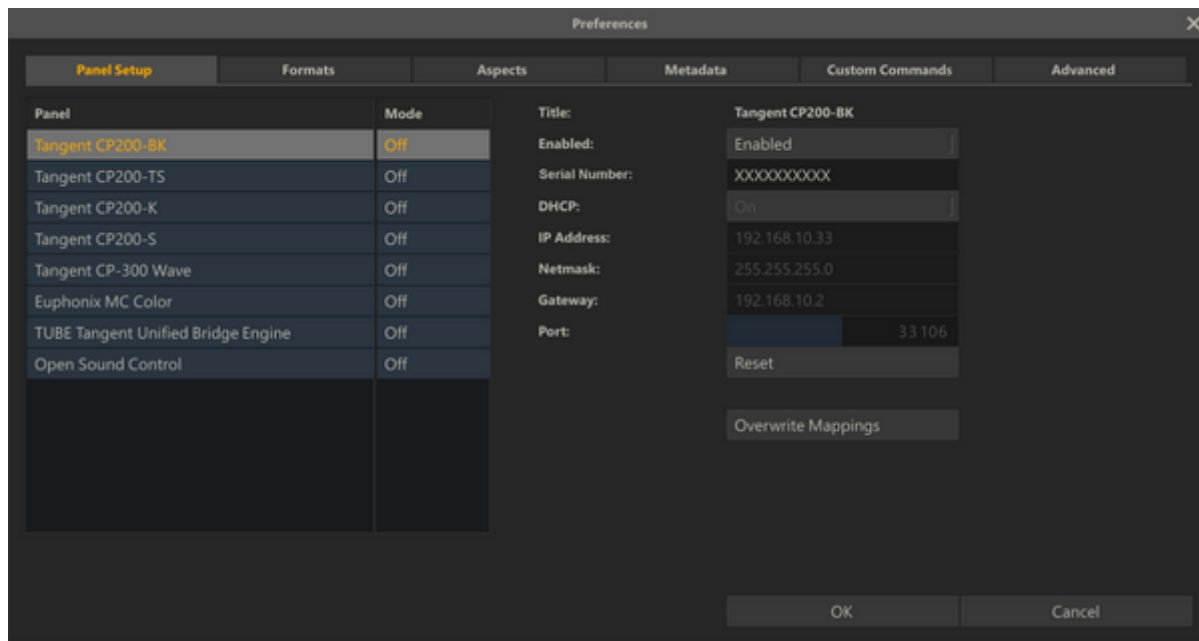 Preferences
Panel Setup Formats Aspects Metadata Custom Commands Advanced
Panel Mode
Tangent CP200-BK Off
Tangent CP200-TS Off
Tangent CP200-K Off
Tangent CP200-S Off
Tangent CP-300 Wave Off
Euphonix MC Color Off
TUBE Tangent Unified Bridge Engine Off
Open Sound Control Off
Title: Tangent CP200-BK
Enabled: Enabled
Serial Number: XXXXXXXXXX
DHCP: On
IP Address: 192.168.10.33
Netmask: 255.255.255.0
Gateway: 192.168.10.2
Port: 33106
Reset
Overwrite Mappings
OK Cancel